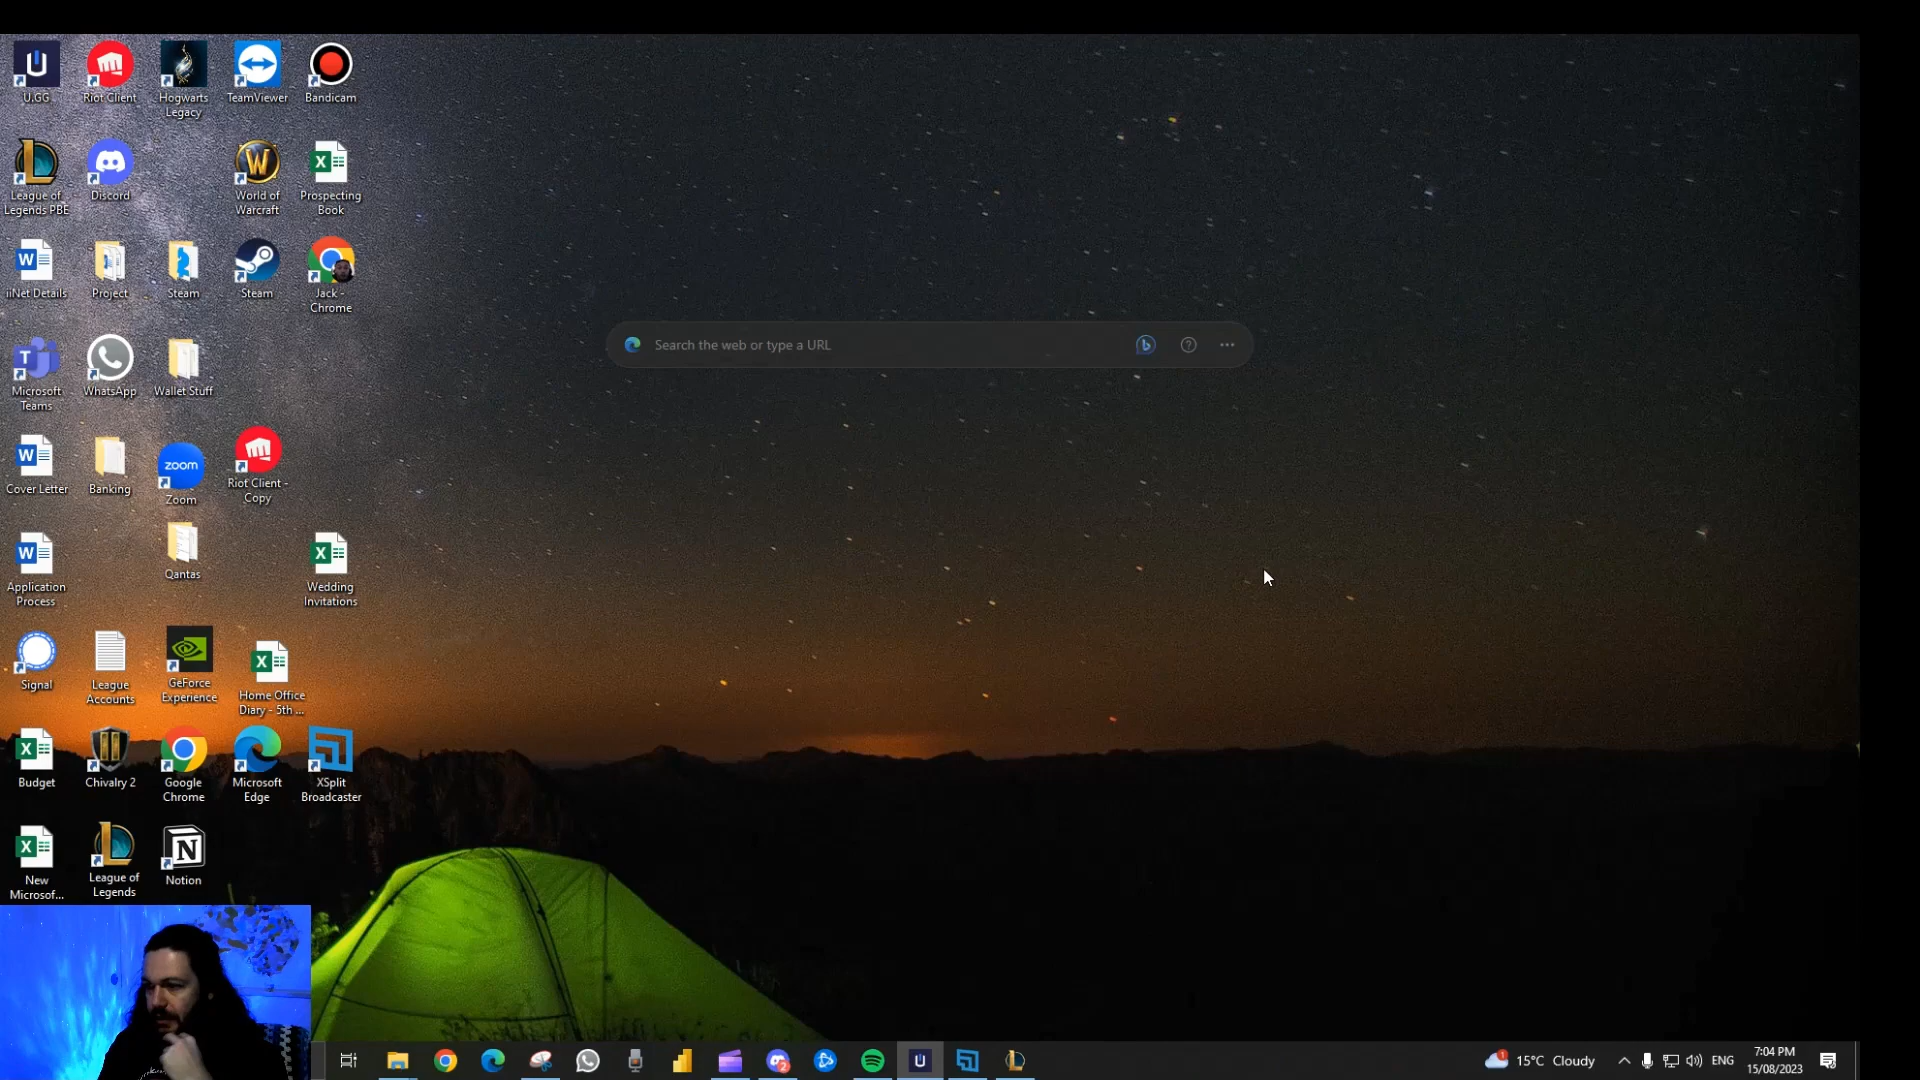 U.GG
Riot Client
Hogwarts
Legacy
TeamViewer
Bandicam
League of
Legends PBE
Discord
World of
Warcraft
Prospecting
Book
iiNet Details
Project
Steam
Steam
Jack -
Chrome
Search the web or type a URL
Microsoft
Teams
WhatsApp
Wallet Stuff
Cover Letter
Banking
zoom
Zoom
Riot Client -
Copy
Application
Process
Qantas
Wedding
Invitations
Signal
League
Accounts
GeForce
Experience
Home Office
Diary - 5th ...
Budget
Chivalry 2
Google
Chrome
Microsoft
Edge
XSplit
Broadcaster
New
Microsof...
League of
Legends
Notion
15°C Cloudy
ENG
7:04 PM
15/08/2023